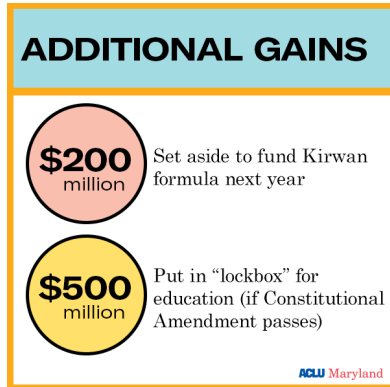 ADDITIONAL GAINS
$200
million
Set aside to fund Kirwan
formula next year
$500
million
Put in “lockbox” for
education (if Constitutional
Amendment passes)
ACLU Maryland